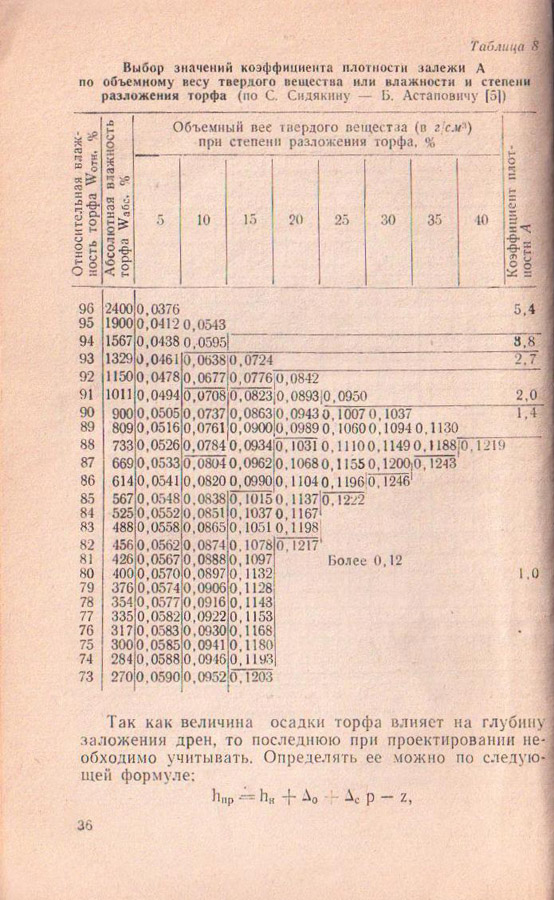 Таблица 8
Выбор значений коэффициента плотности залежи А
по объемному весу твердого вещества или влажности и степени
разложения торфа (по С. Сидякину — Б. Астаповичу [5])
Относительная влаж-
ность торфа Wотн. %
Абсолютная влажность
торфа Wабс. %
Объемный вес твердого вещества (в г/см³)
при степени разложения торфа, %
Коэффициент плот-
ности А
5 10 15 20 25 30 35 40
96 2400 0,0376 5,4
95 1900 0,0412 0,0543
94 1567 0,0438 0,0595 3,8
93 1329 0,0461 0,0638 0,0724 2,7
92 1150 0,0478 0,0677 0,0776 0,0842
91 1011 0,0494 0,0708 0,0823 0,0893 0,0950 2,0
90 900 0,0505 0,0737 0,0863 0,0943 0,1007 0,1037 1,4
89 809 0,0516 0,0761 0,0900 0,0989 0,1060 0,1094 0,1130
88 733 0,0526 0,0784 0,0934 0,1031 0,1110 0,1149 0,1188 0,1219
87 669 0,0533 0,0804 0,0962 0,1068 0,1155 0,1200 0,1243
86 614 0,0541 0,0820 0,0990 0,1104 0,1196 0,1246
85 567 0,0548 0,0838 0,1015 0,1137 0,1222
84 525 0,0552 0,0851 0,1037 0,1167
83 488 0,0558 0,0865 0,1051 0,1198
82 456 0,0562 0,0874 0,1078 0,1217
81 426 0,0567 0,0888 0,1097 Более 0,12
80 400 0,0570 0,0897 0,1132 1,0
79 376 0,0574 0,0906 0,1128
78 354 0,0577 0,0916 0,1143
77 335 0,0582 0,0922 0,1153
76 317 0,0583 0,0930 0,1168
75 300 0,0585 0,0941 0,1180
74 284 0,0588 0,0946 0,1193
73 270 0,0590 0,0952 0,1203
Так как величина осадки торфа влияет на глубину
заложения дрен, то последнюю при проектировании не-
обходимо учитывать. Определять ее можно по следую-
щей формуле:
hпр = hн + Δо + Δс p — z,
36